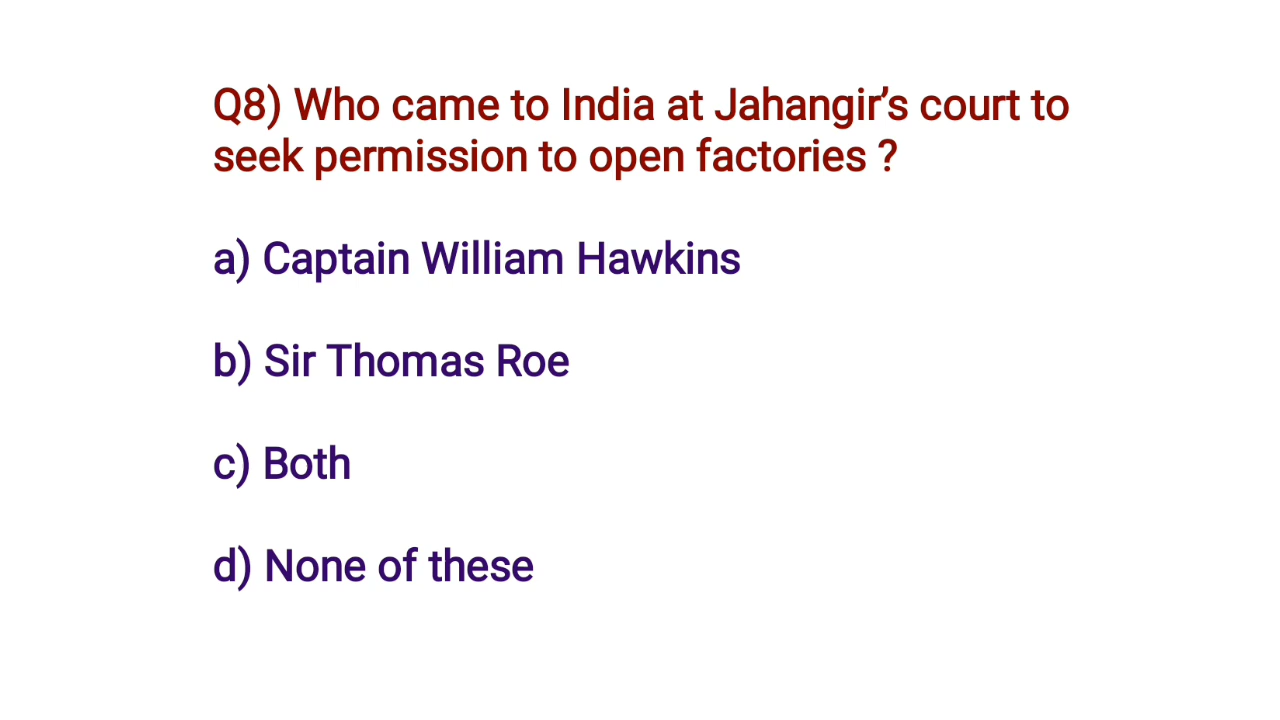 Q8) Who came to India at Jahangir’s court to
seek permission to open factories ?
a) Captain William Hawkins
b) Sir Thomas Roe
c) Both
d) None of these